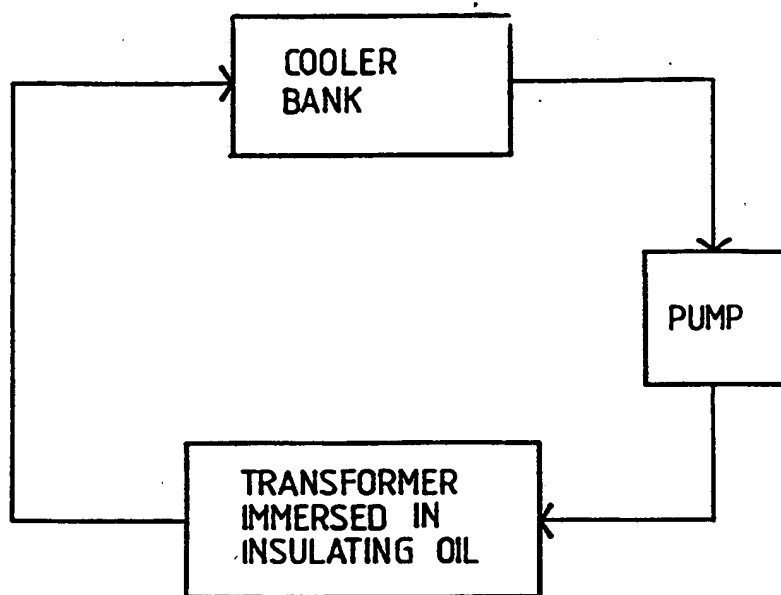 COOLER
BANK
PUMP
TRANSFORMER
IMMERSED IN
INSULATING OIL